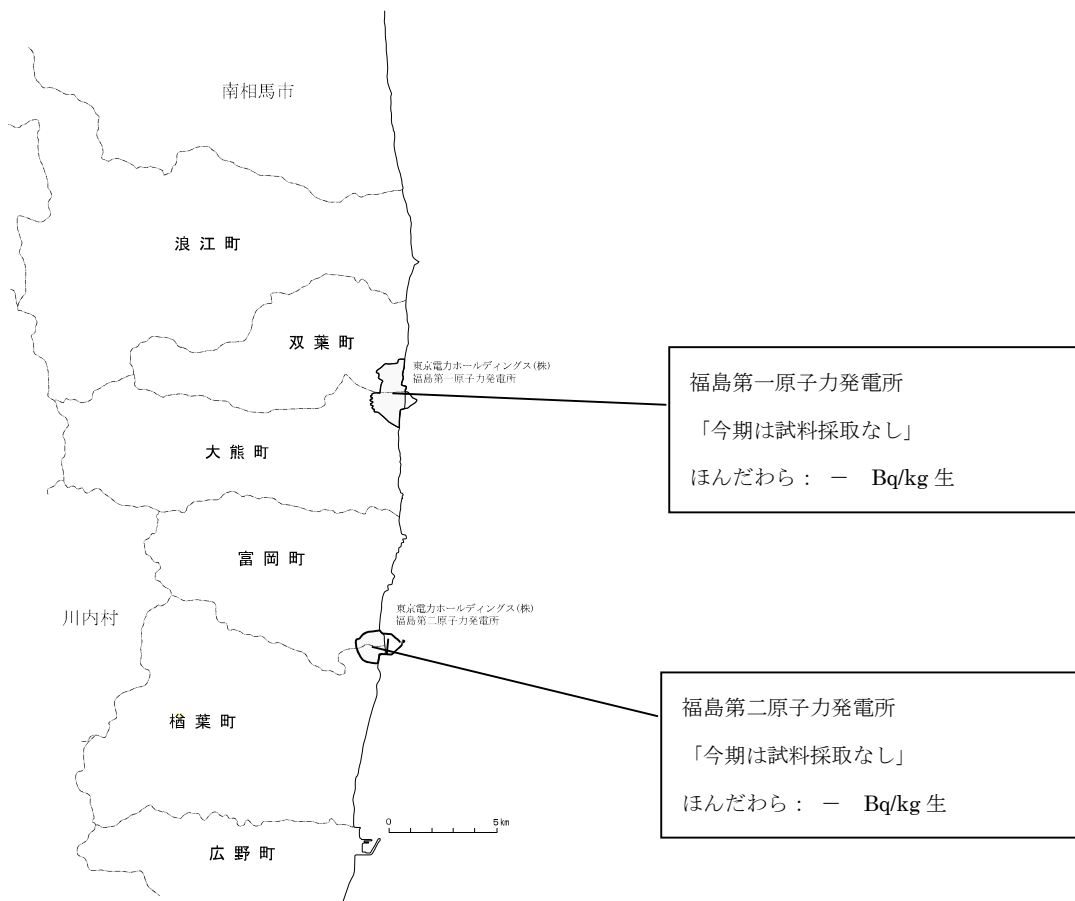 南相馬市
浪江町
双葉町
東京電力ホールディングス(株)
福島第一原子力発電所
福島第一原子力発電所
「今期は試料採取なし」
ほんだわら： － Bq/kg 生
大熊町
富岡町
東京電力ホールディングス(株)
福島第二原子力発電所
川内村
福島第二原子力発電所
「今期は試料採取なし」
ほんだわら： － Bq/kg 生
楢葉町
0 5km
広野町